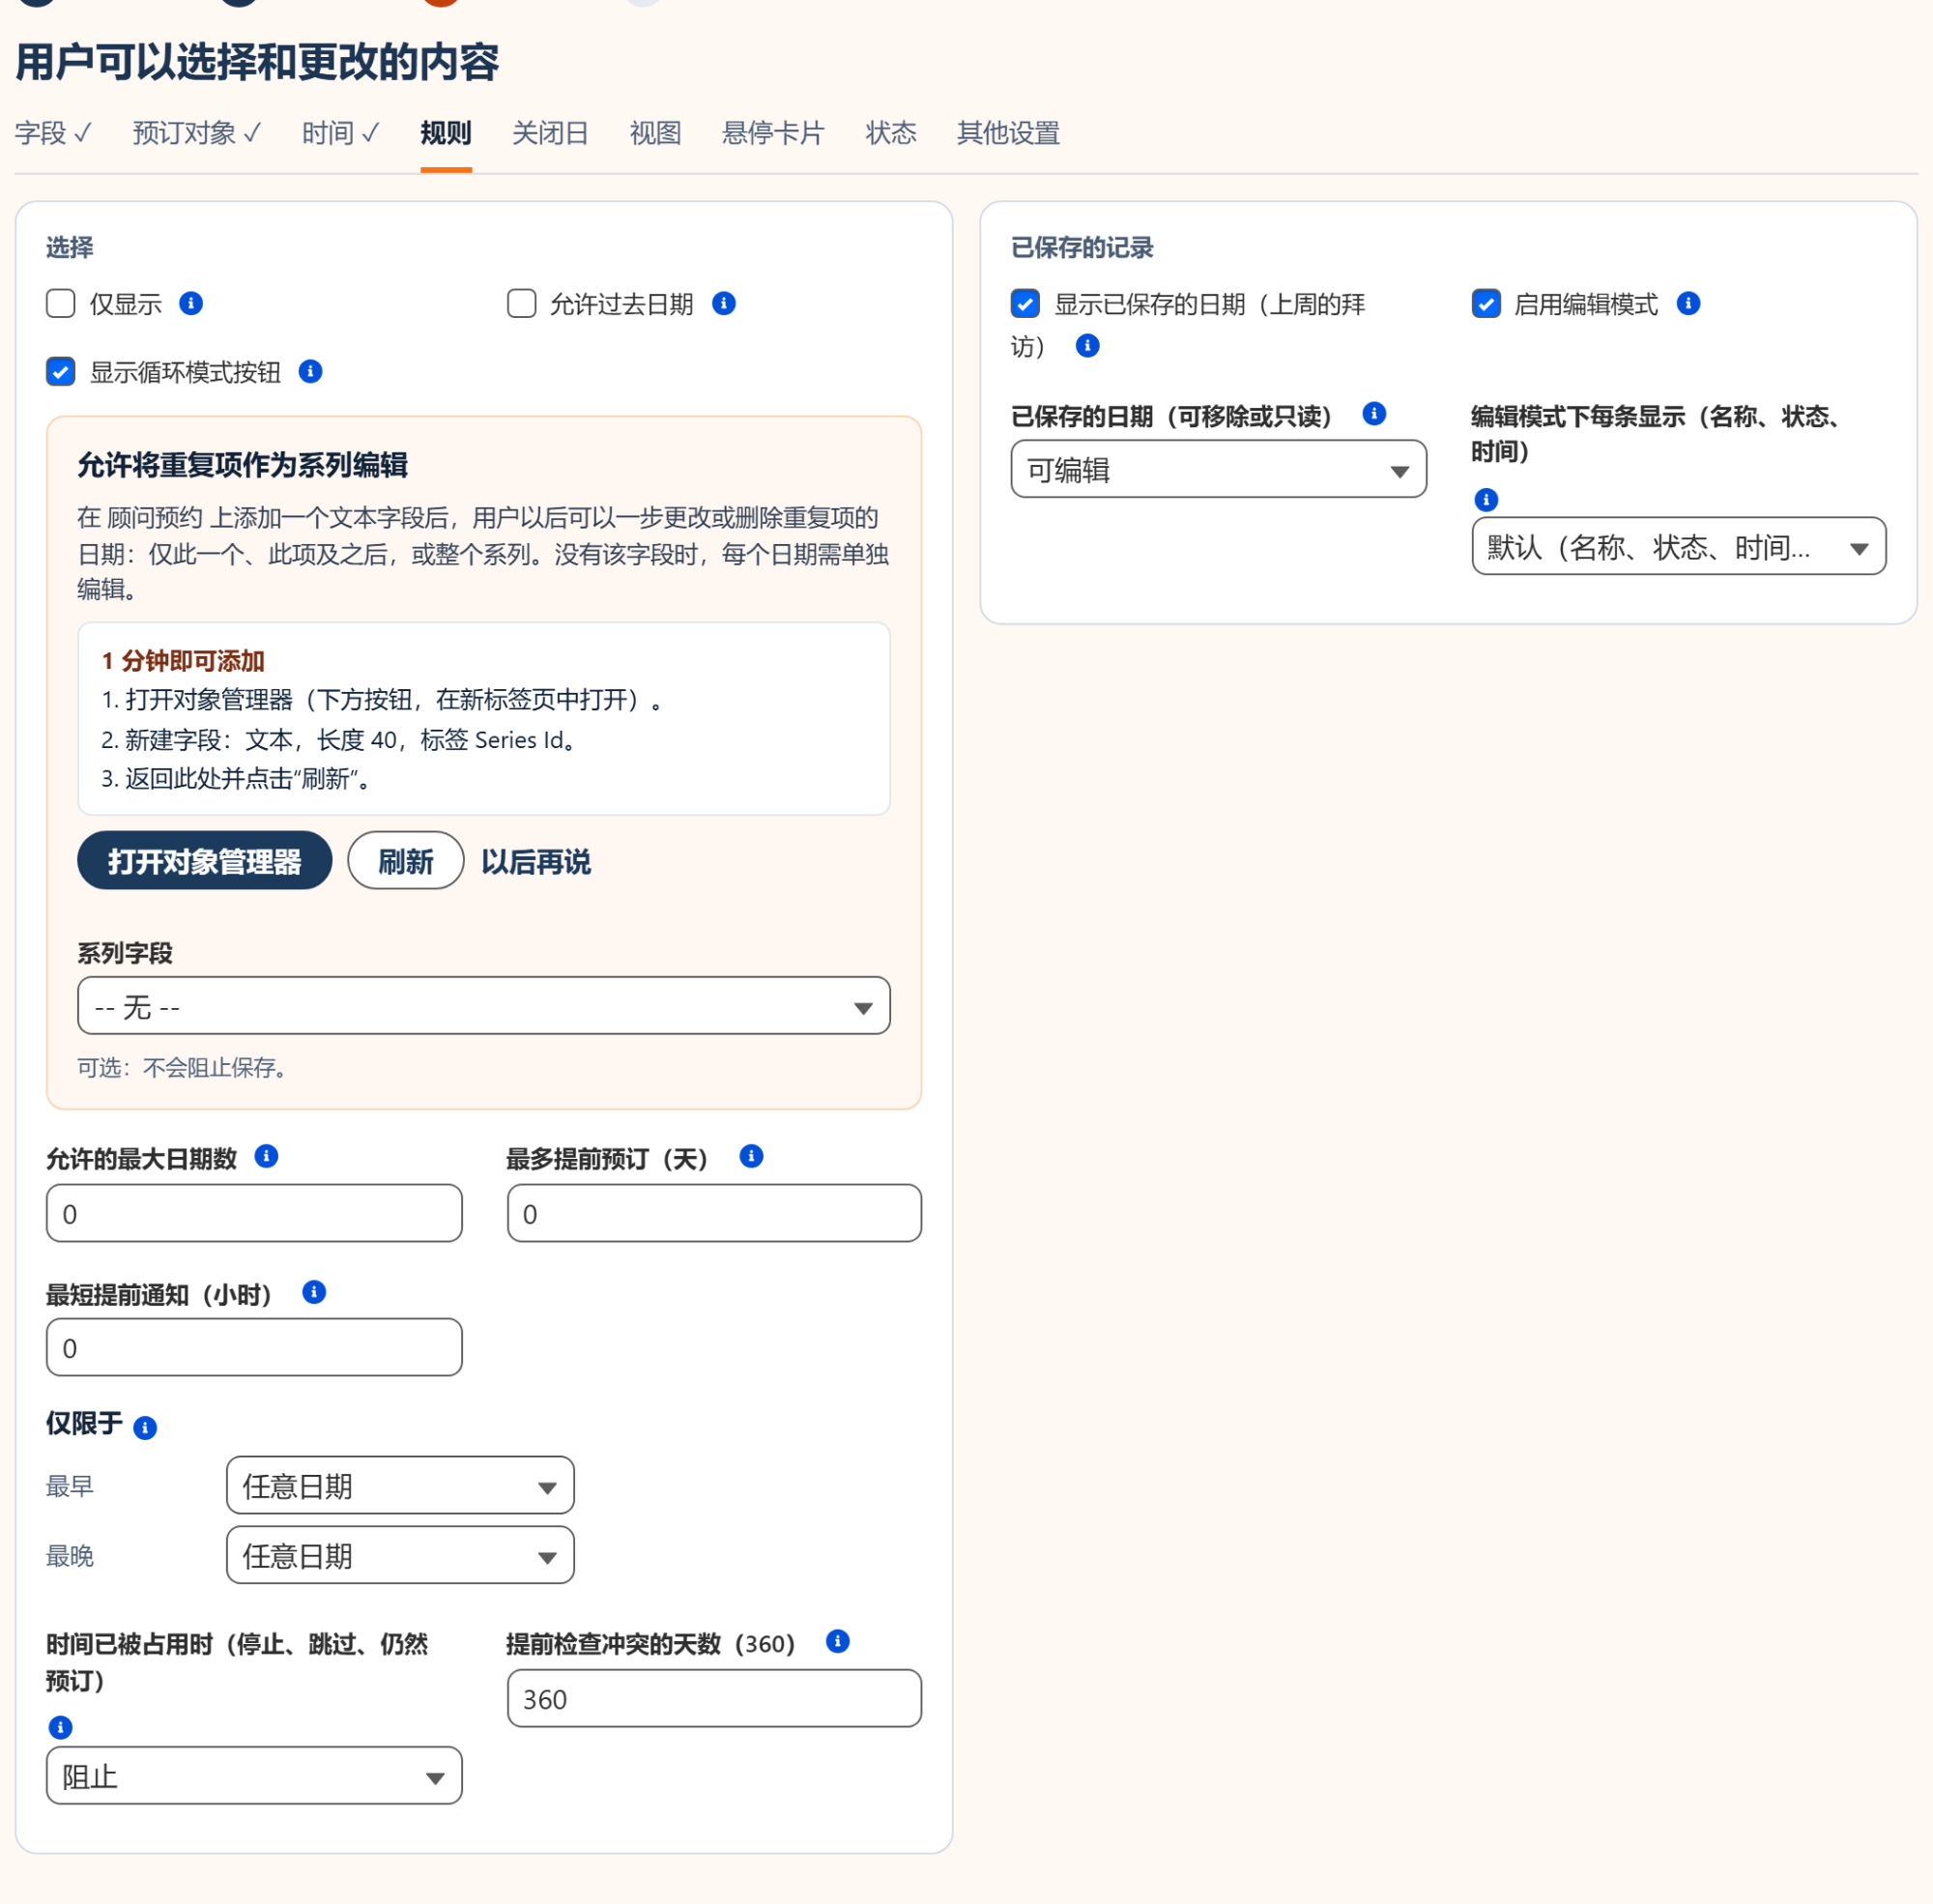 用户可以选择和更改的内容
字段 ✓ 预订对象 ✓ 时间 ✓ 规则 关闭日 视图 悬停卡片 状态 其他设置
选择
仅显示
允许过去日期
显示循环模式按钮
允许将重复项作为系列编辑
在 顾问预约 上添加一个文本字段后，用户以后可以一步更改或删除重复项的
日期：仅此一个、此项及之后，或整个系列。没有该字段时，每个日期需单独
编辑。
1 分钟即可添加
1. 打开对象管理器（下方按钮，在新标签页中打开）。
2. 新建字段：文本，长度 40，标签 Series Id。
3. 返回此处并点击“刷新”。
打开对象管理器 刷新 以后再说
系列字段
-- 无 --
可选：不会阻止保存。
允许的最大日期数
0
最多提前预订（天）
0
最短提前通知（小时）
0
仅限于
最早 任意日期
最晚 任意日期
时间已被占用时（停止、跳过、仍然
预订）
阻止
提前检查冲突的天数（360）
360
已保存的记录
显示已保存的日期（上周的拜
访）
启用编辑模式
已保存的日期（可移除或只读）
可编辑
编辑模式下每条显示（名称、状态、
时间）
默认（名称、状态、时间...